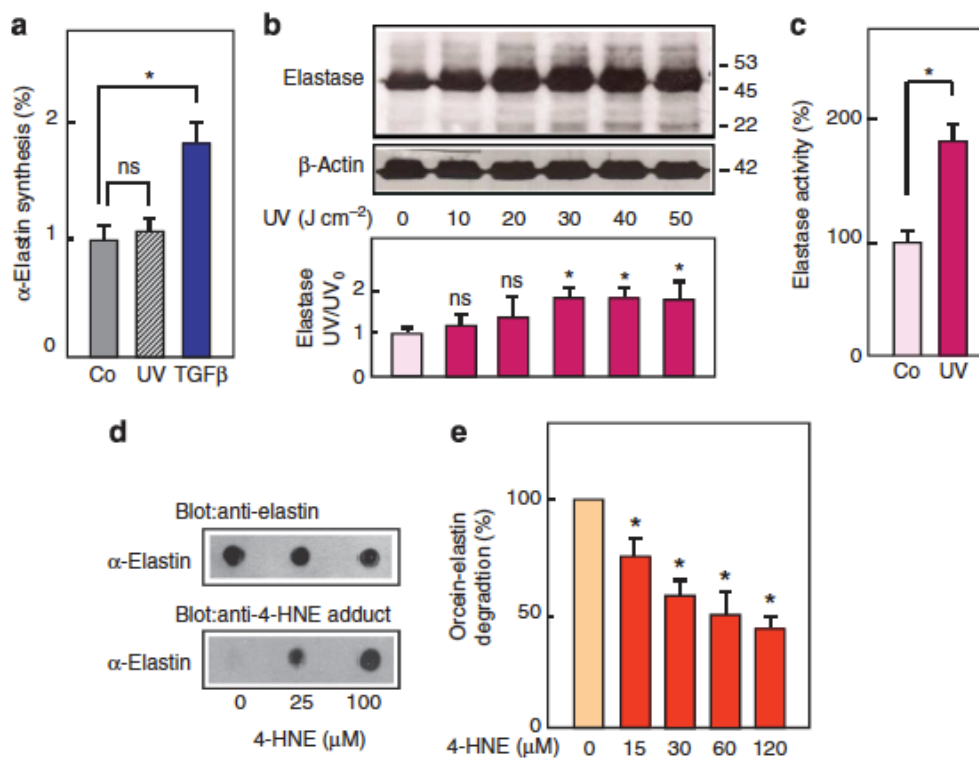 a
α-Elastin synthesis (%)
2
1
0
*
ns
Co UV TGFβ
b
Elastase
53
45
22
β-Actin
42
UV (J cm−2) 0 10 20 30 40 50
Elastase
UV/UV0
2
1
0
ns ns * * *
c
Elastase activity (%)
200
100
0
*
Co UV
d
Blot:anti-elastin
α-Elastin
Blot:anti-4-HNE adduct
α-Elastin
0 25 100
4-HNE (μM)
e
Orcein-elastin
degradtion (%)
100
50
0
* * * *
4-HNE (μM) 0 15 30 60 120